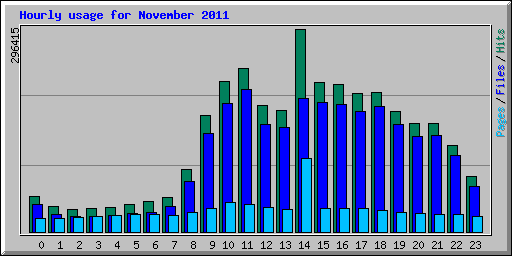 Hourly usage for November 2011
296415
Pages/Files/Hits
0 1 2 3 4 5 6 7 8 9 10 11 12 13 14 15 16 17 18 19 20 21 22 23